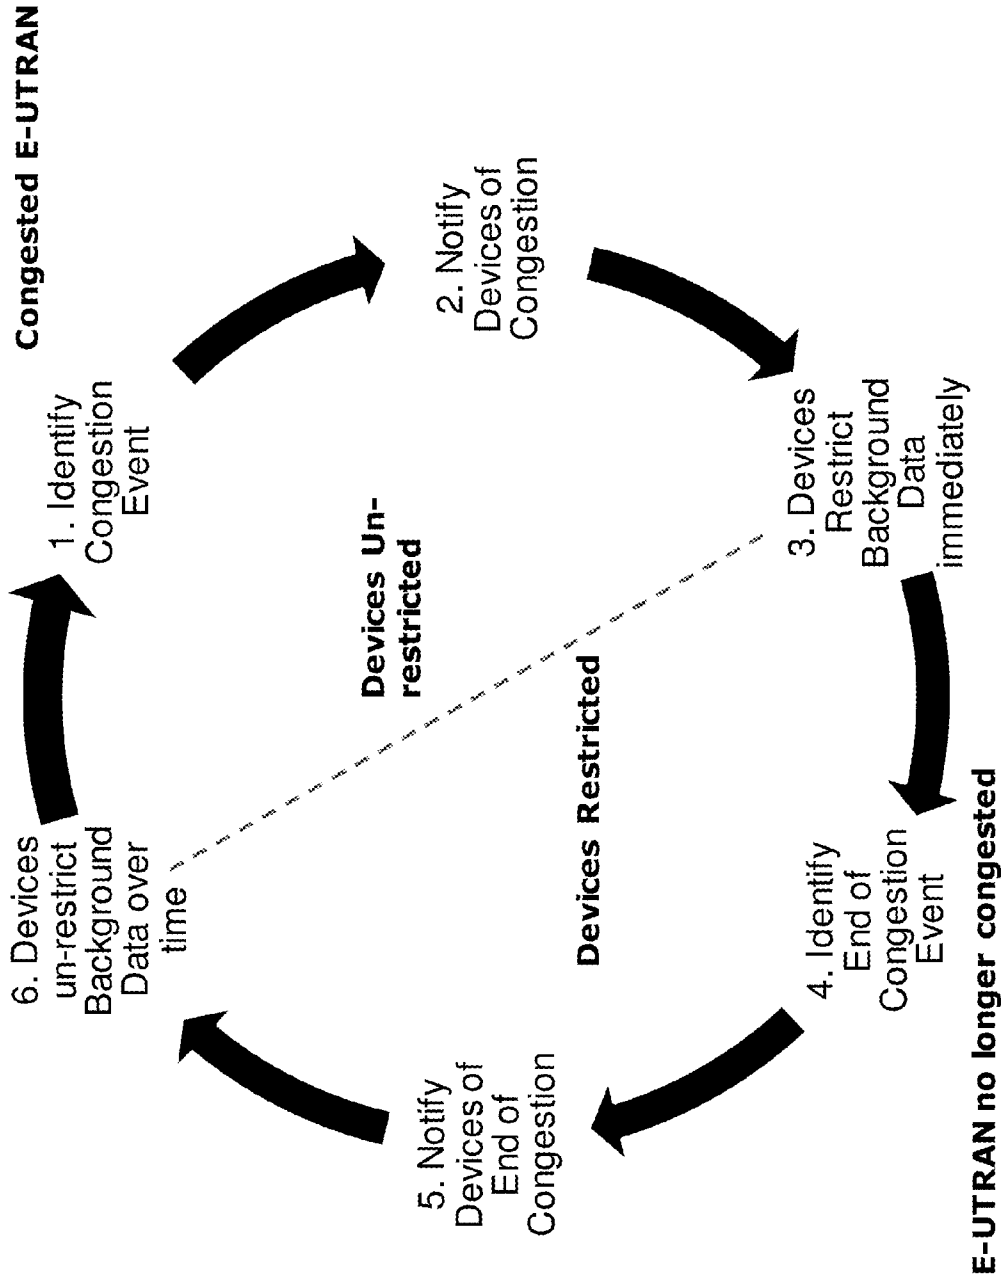 Congested E-UTRAN
1. Identify
Congestion
Event
2. Notify
Devices of
Congestion
3. Devices
Restrict
Background
Data
immediately
4. Identify
End of
Congestion
Event
5. Notify
Devices of
End of
Congestion
6. Devices
un-restrict
Background
Data over
time
Devices Un-
restricted
Devices Restricted
E-UTRAN no longer congested